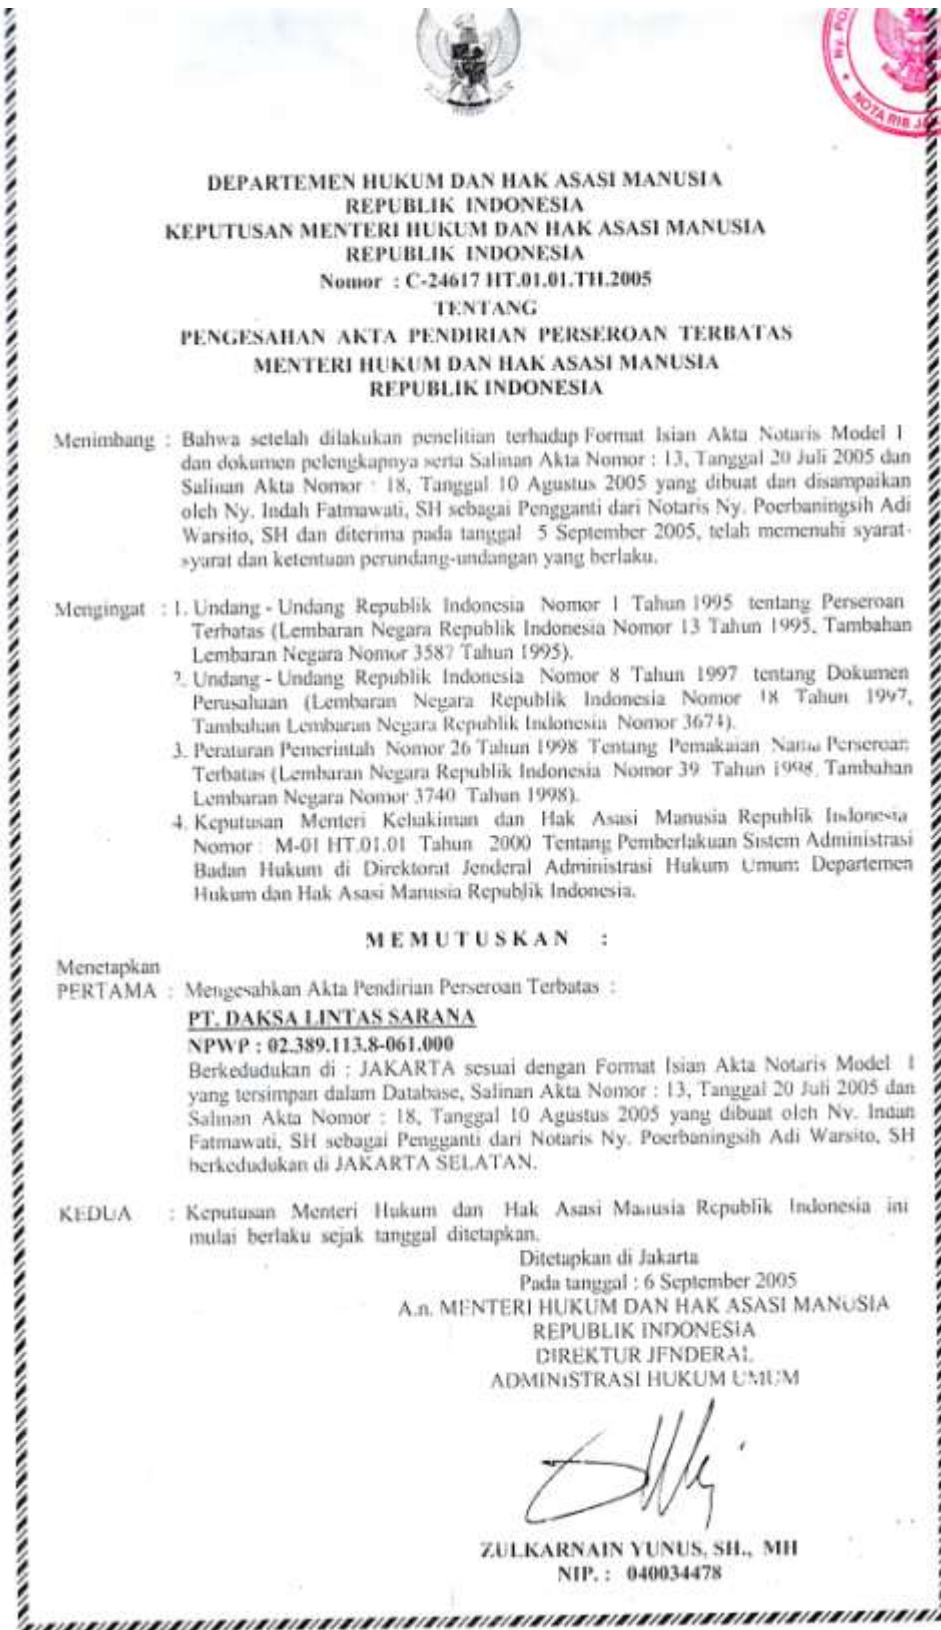 Ny. PO
NOTARIS JA
DEPARTEMEN HUKUM DAN HAK ASASI MANUSIA
REPUBLIK INDONESIA
KEPUTUSAN MENTERI HUKUM DAN HAK ASASI MANUSIA
REPUBLIK INDONESIA
Nomor : C-24617 HT.01.01.TH.2005
TENTANG
PENGESAHAN AKTA PENDIRIAN PERSEROAN TERBATAS
MENTERI HUKUM DAN HAK ASASI MANUSIA
REPUBLIK INDONESIA
Menimbang : Bahwa setelah dilakukan penelitian terhadap Format Isian Akta Notaris Model 1
dan dokumen pelengkapnya serta Salinan Akta Nomor : 13, Tanggal 20 Juli 2005 dan
Salinan Akta Nomor : 18, Tanggal 10 Agustus 2005 yang dibuat dan disampaikan
oleh Ny. Indah Fatmawati, SH sebagai Pengganti dari Notaris Ny. Poerbaningsih Adi
Warsito, SH dan diterima pada tanggal 5 September 2005, telah memenuhi syarat-
syarat dan ketentuan perundang-undangan yang berlaku.
Mengingat : 1. Undang - Undang Republik Indonesia Nomor 1 Tahun 1995 tentang Perseroan
Terbatas (Lembaran Negara Republik Indonesia Nomor 13 Tahun 1995, Tambahan
Lembaran Negara Nomor 3587 Tahun 1995).
2. Undang - Undang Republik Indonesia Nomor 8 Tahun 1997 tentang Dokumen
Perusahaan (Lembaran Negara Republik Indonesia Nomor 18 Tahun 1997,
Tambahan Lembaran Negara Republik Indonesia Nomor 3674).
3. Peraturan Pemerintah Nomor 26 Tahun 1998 Tentang Pemakaian Nama Perseroan
Terbatas (Lembaran Negara Republik Indonesia Nomor 39 Tahun 1998, Tambahan
Lembaran Negara Nomor 3740 Tahun 1998).
4. Keputusan Menteri Kehakiman dan Hak Asasi Manusia Republik Indonesia
Nomor : M-01 HT.01.01 Tahun 2000 Tentang Pemberlakuan Sistem Administrasi
Badan Hukum di Direktorat Jenderal Administrasi Hukum Umum Departemen
Hukum dan Hak Asasi Manusia Republik Indonesia.
MEMUTUSKAN :
Menetapkan
PERTAMA : Mengesahkan Akta Pendirian Perseroan Terbatas :
PT. DAKSA LINTAS SARANA
NPWP : 02.389.113.8-061.000
Berkedudukan di : JAKARTA sesuai dengan Format Isian Akta Notaris Model 1
yang tersimpan dalam Database, Salinan Akta Nomor : 13, Tanggal 20 Juli 2005 dan
Salinan Akta Nomor : 18, Tanggal 10 Agustus 2005 yang dibuat oleh Ny. Indah
Fatmawati, SH sebagai Pengganti dari Notaris Ny. Poerbaningsih Adi Warsito, SH
berkedudukan di JAKARTA SELATAN.
KEDUA : Keputusan Menteri Hukum dan Hak Asasi Manusia Republik Indonesia ini
mulai berlaku sejak tanggal ditetapkan.
Ditetapkan di Jakarta
Pada tanggal : 6 September 2005
A.n. MENTERI HUKUM DAN HAK ASASI MANUSIA
REPUBLIK INDONESIA
DIREKTUR JENDERAL
ADMINISTRASI HUKUM UMUM
ZULKARNAIN YUNUS, SH., MH
NIP. : 040034478